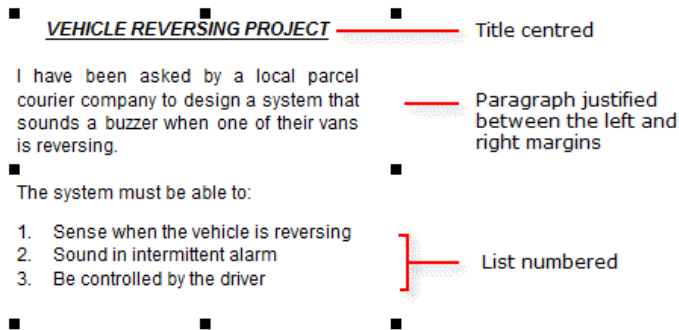 VEHICLE REVERSING PROJECT
Title centred
I have been asked by a local parcel
courier company to design a system that
sounds a buzzer when one of their vans
is reversing.
Paragraph justified
between the left and
right margins
The system must be able to:
1. Sense when the vehicle is reversing
2. Sound in intermittent alarm
3. Be controlled by the driver
List numbered